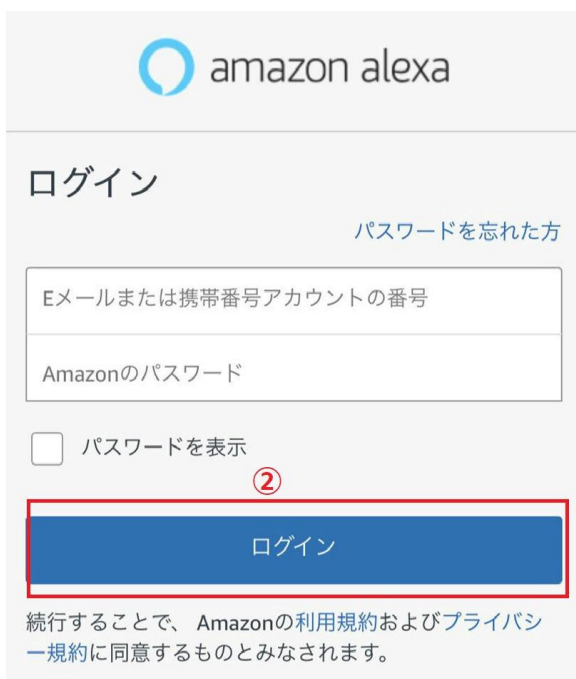 amazon alexa
ログイン
パスワードを忘れた方
Eメールまたは携帯番号アカウントの番号
Amazonのパスワード
パスワードを表示
②
ログイン
続行することで、 Amazonの利用規約およびプライバシ
ー規約に同意するものとみなされます。